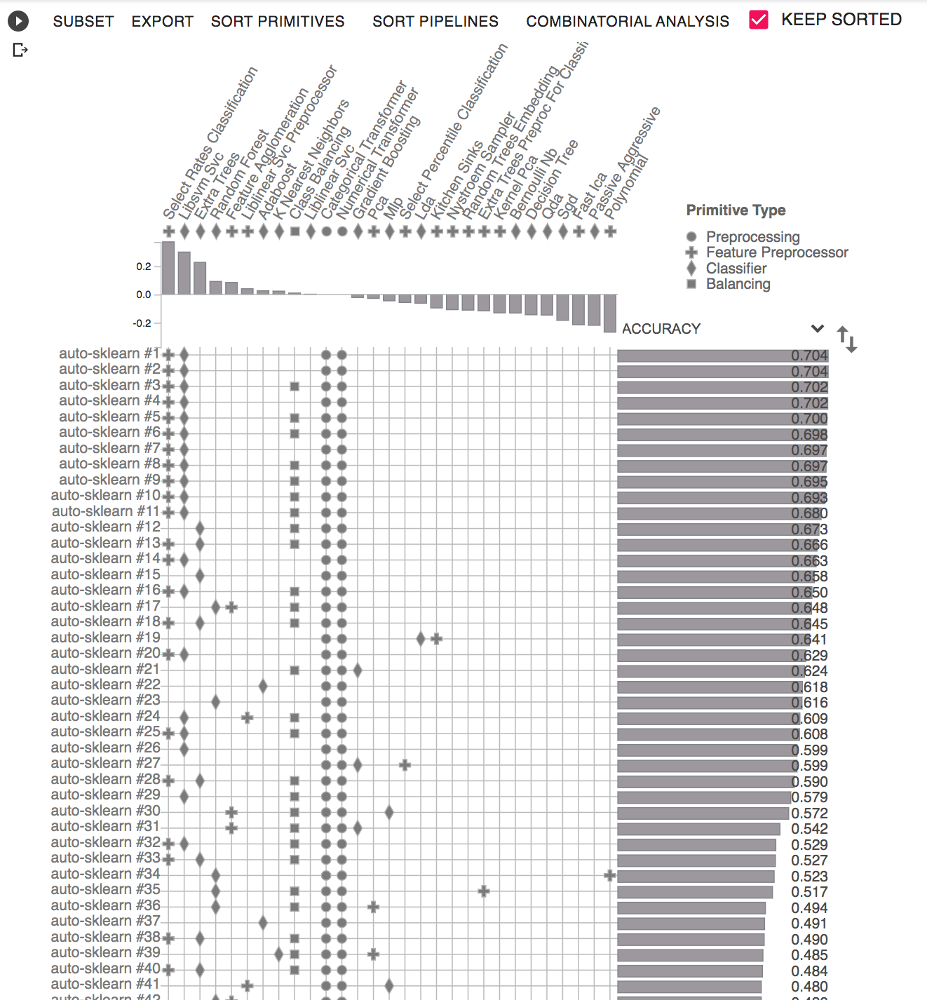 SUBSET EXPORT SORT PRIMITIVES SORT PIPELINES COMBINATORIAL ANALYSIS KEEP SORTED
Select Rates Classification
Libsvm Svc
Extra Trees
Random Forest
Feature Agglomeration
Liblinear Svc Preprocessor
Adaboost
K Nearest Neighbors
Class Balancing
Liblinear Svc
Categorical Transformer
Numerical Transformer
Gradient Boosting
Pca
Mlp
Select Percentile Classification
Lda
Kitchen Sinks
Nystroem Sampler
Random Trees Embedding
Extra Trees Preproc For Classifi
Kernel Pca
Bernoulli Nb
Decision Tree
Qda
Sgd
Fast Ica
Passive Aggressive
Polynomial
Primitive Type
Preprocessing
Feature Preprocessor
Classifier
Balancing
0.2
0.0
-0.2
ACCURACY
auto-sklearn #1 0.704
auto-sklearn #2 0.704
auto-sklearn #3 0.702
auto-sklearn #4 0.702
auto-sklearn #5 0.700
auto-sklearn #6 0.698
auto-sklearn #7 0.697
auto-sklearn #8 0.697
auto-sklearn #9 0.695
auto-sklearn #10 0.693
auto-sklearn #11 0.680
auto-sklearn #12 0.673
auto-sklearn #13 0.666
auto-sklearn #14 0.663
auto-sklearn #15 0.658
auto-sklearn #16 0.650
auto-sklearn #17 0.648
auto-sklearn #18 0.645
auto-sklearn #19 0.641
auto-sklearn #20 0.629
auto-sklearn #21 0.624
auto-sklearn #22 0.618
auto-sklearn #23 0.616
auto-sklearn #24 0.609
auto-sklearn #25 0.608
auto-sklearn #26 0.599
auto-sklearn #27 0.599
auto-sklearn #28 0.590
auto-sklearn #29 0.579
auto-sklearn #30 0.572
auto-sklearn #31 0.542
auto-sklearn #32 0.529
auto-sklearn #33 0.527
auto-sklearn #34 0.523
auto-sklearn #35 0.517
auto-sklearn #36 0.494
auto-sklearn #37 0.491
auto-sklearn #38 0.490
auto-sklearn #39 0.485
auto-sklearn #40 0.484
auto-sklearn #41 0.480
auto-sklearn #42